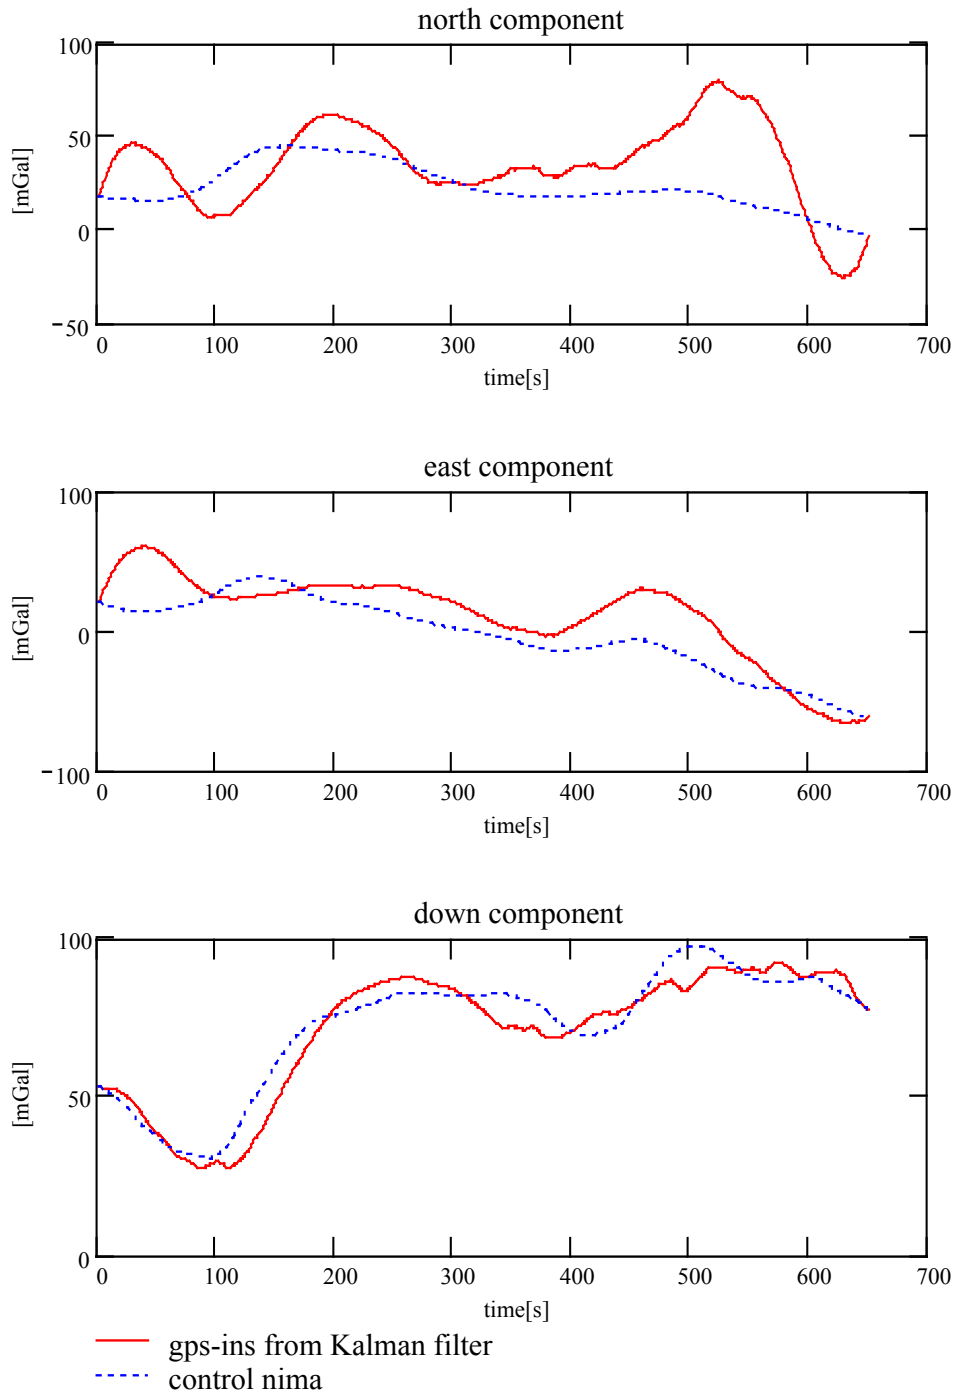 north component
100
50
0
−50
[mGal]
0 100 200 300 400 500 600 700
time[s]
east component
100
0
−100
[mGal]
0 100 200 300 400 500 600 700
time[s]
down component
100
50
0
[mGal]
0 100 200 300 400 500 600 700
time[s]
gps-ins from Kalman filter
control nima